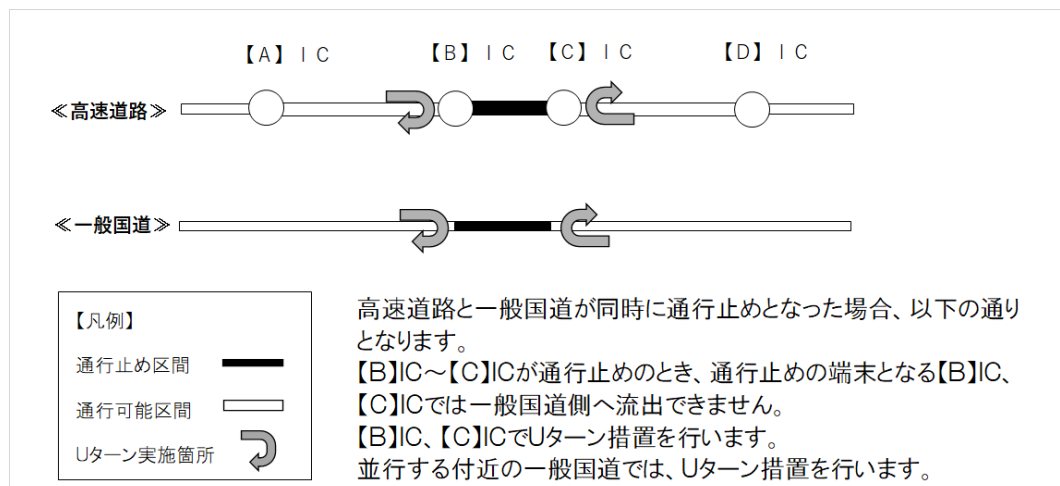 【A】ＩＣ 【B】ＩＣ 【C】ＩＣ 【D】ＩＣ
≪高速道路≫
≪一般国道≫
【凡例】
通行止め区間
通行可能区間
Uターン実施箇所
高速道路と一般国道が同時に通行止めとなった場合、以下の通り
となります。
【B】IC～【C】ICが通行止めのとき、通行止めの端末となる【B】IC、
【C】ICでは一般国道側へ流出できません。
【B】IC、【C】ICでUターン措置を行います。
並行する付近の一般国道では、Uターン措置を行います。